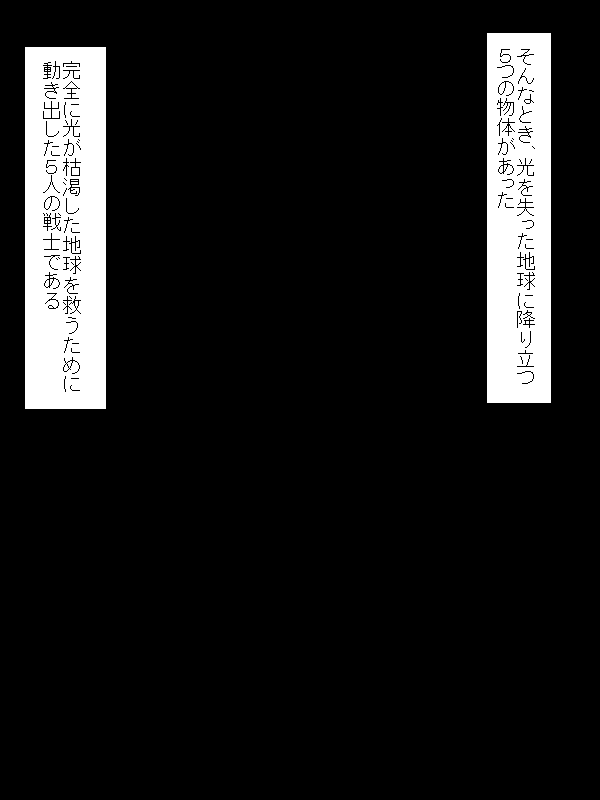 そんなとき、光を失った地球に降り立つ
５つの物体があった
完全に光が枯渇した地球を救うために
動き出した５人の戦士である